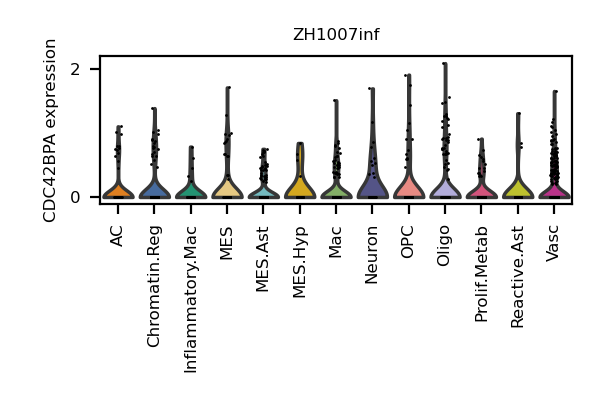 ZH1007inf
CDC42BPA expression
2
0
AC
Chromatin.Reg
Inflammatory.Mac
MES
MES.Ast
MES.Hyp
Mac
Neuron
OPC
Oligo
Prolif.Metab
Reactive.Ast
Vasc